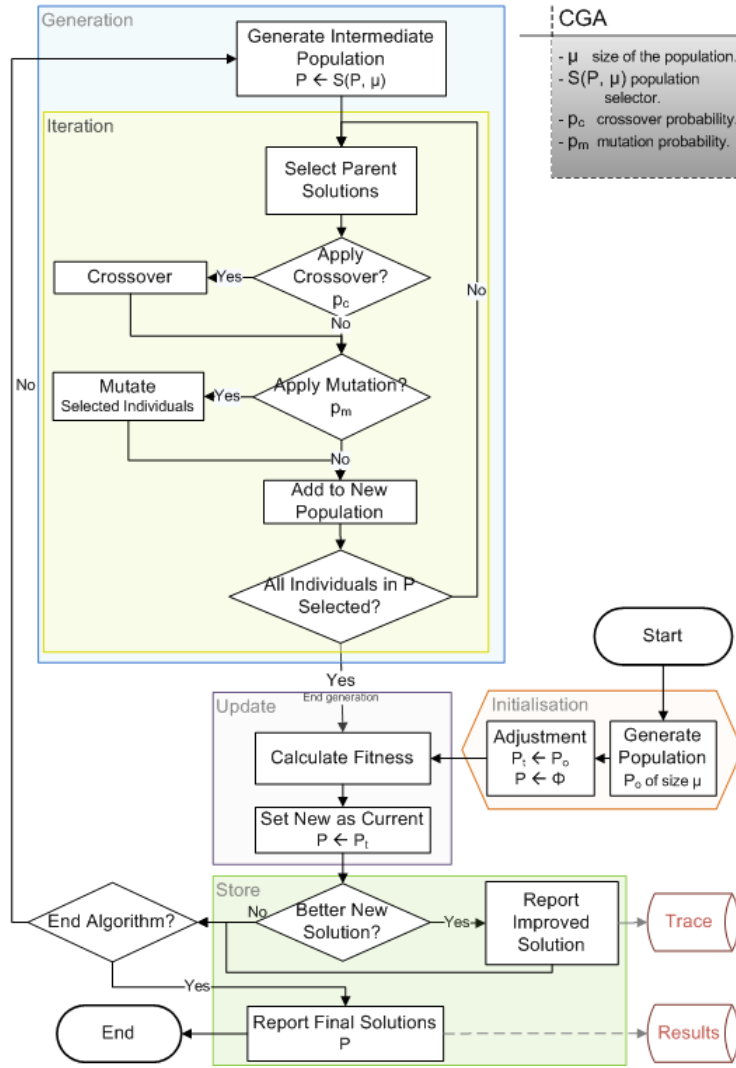 Generation
Generate Intermediate
Population
P ← S(P, μ)
CGA
- μ size of the population.
- S(P, μ) population
selector.
- pc crossover probability.
- pm mutation probability.
Iteration
Select Parent
Solutions
Apply
Crossover?
pc
Yes
Crossover
No
No
Apply Mutation?
pm
Yes
Mutate
Selected Individuals
No
No
Add to New
Population
All Individuals in P
Selected?
Yes
End generation
Start
Initialisation
Generate
Population
Po of size μ
Adjustment
Pt ← Po
P ← Φ
Update
Calculate Fitness
Set New as Current
P ← Pt
Store
Better New
Solution?
No
Yes
Report
Improved
Solution
Trace
End Algorithm?
Yes
Report Final Solutions
P
End
Results